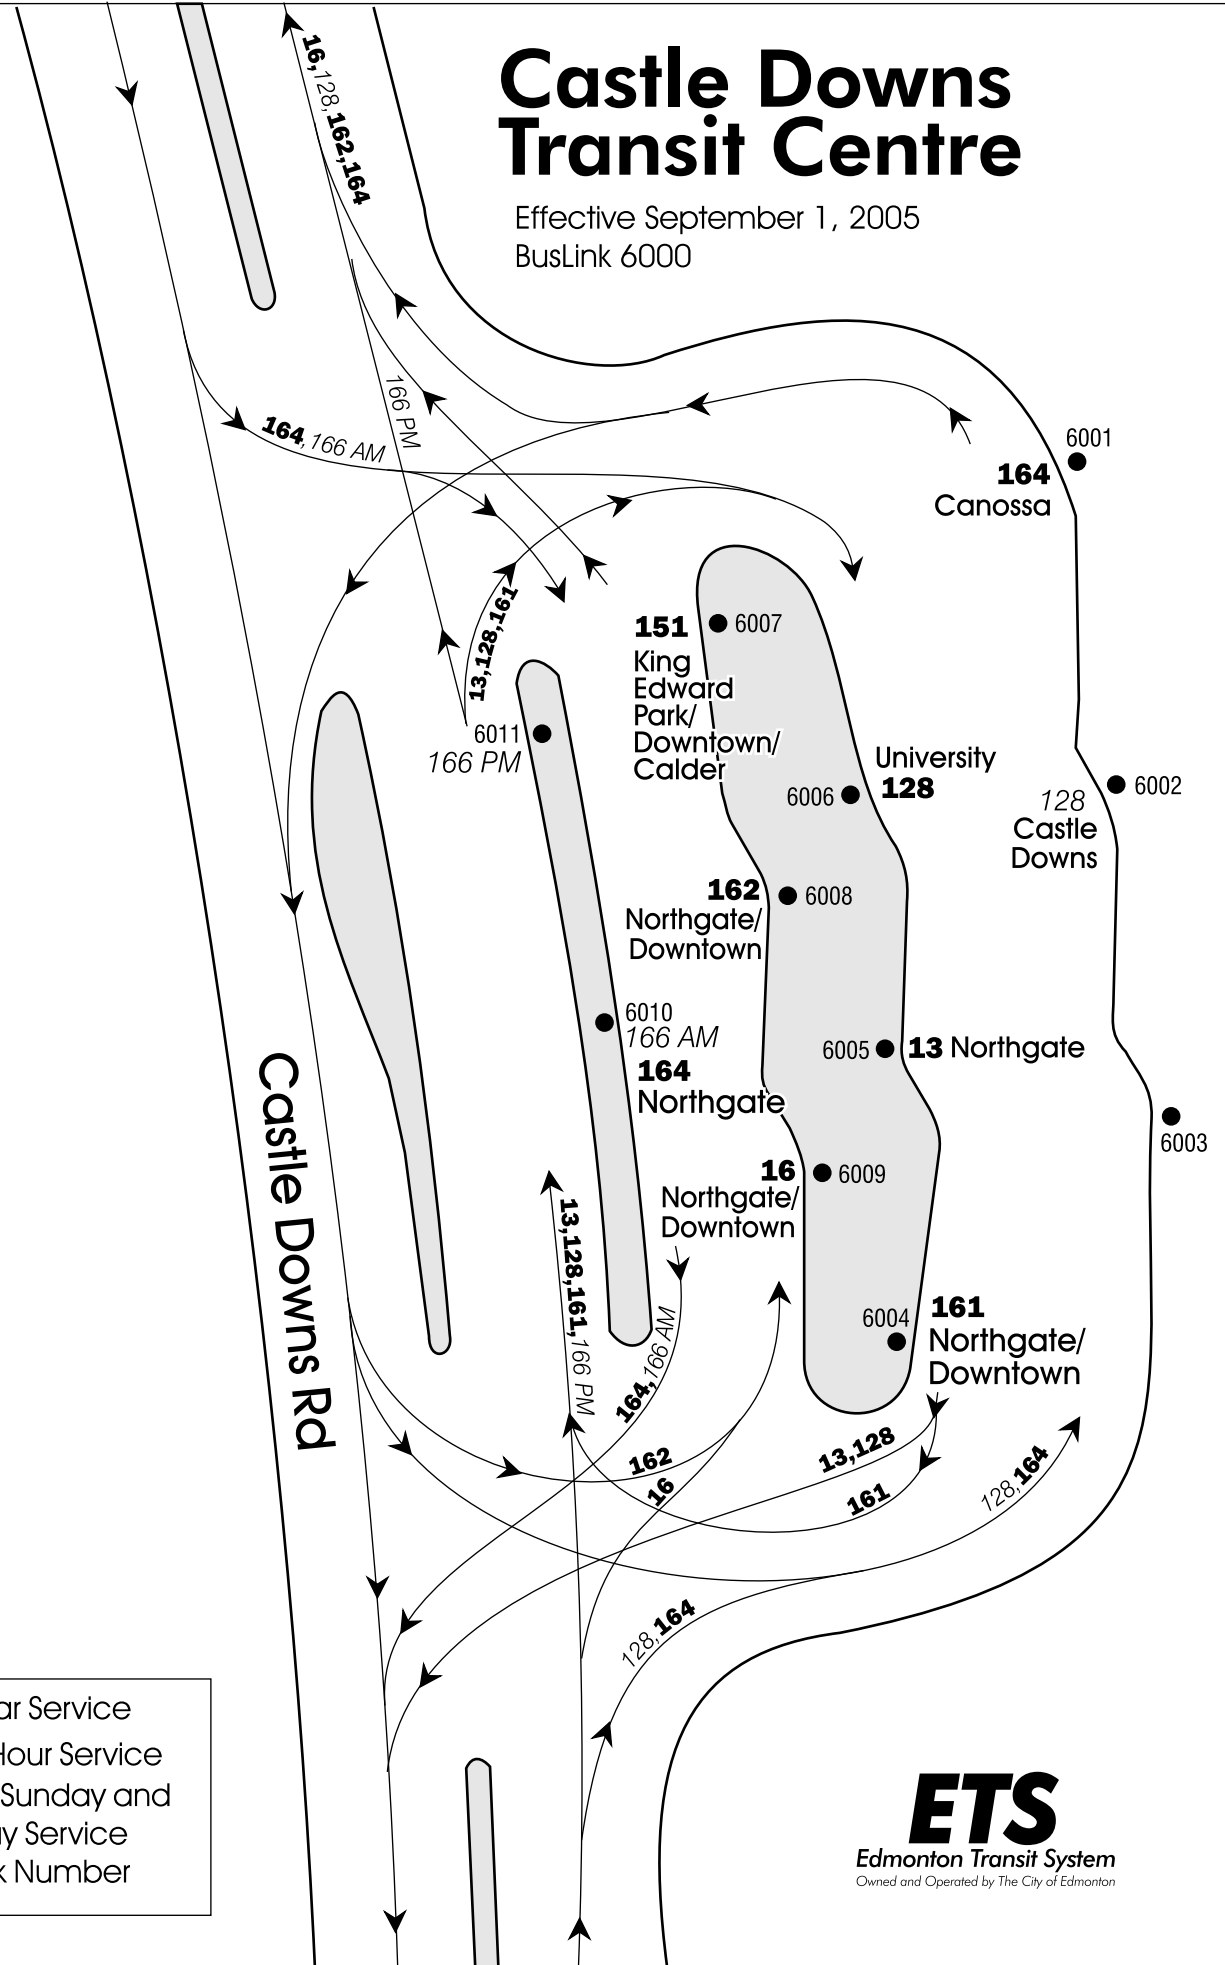 Castle Downs
Transit Centre
Effective September 1, 2005
BusLink 6000
16,128,162,164
166 PM
164,166 AM
6001
164
Canossa
13,128,161
6011
166 PM
151
6007
King
Edward
Park/
Downtown/
Calder
University
6006
128
6002
128
Castle
Downs
162
6008
Northgate/
Downtown
6010
166 AM
164
Northgate
6005
13 Northgate
6003
16
6009
Northgate/
Downtown
Castle Downs Rd
13,128,161,166 PM
164,166 AM
6004
161
Northgate/
Downtown
162
16
13,128
161
128,164
128,164
ar Service
Hour Service
Sunday and
y Service
k Number
ETS
Edmonton Transit System
Owned and Operated by The City of Edmonton